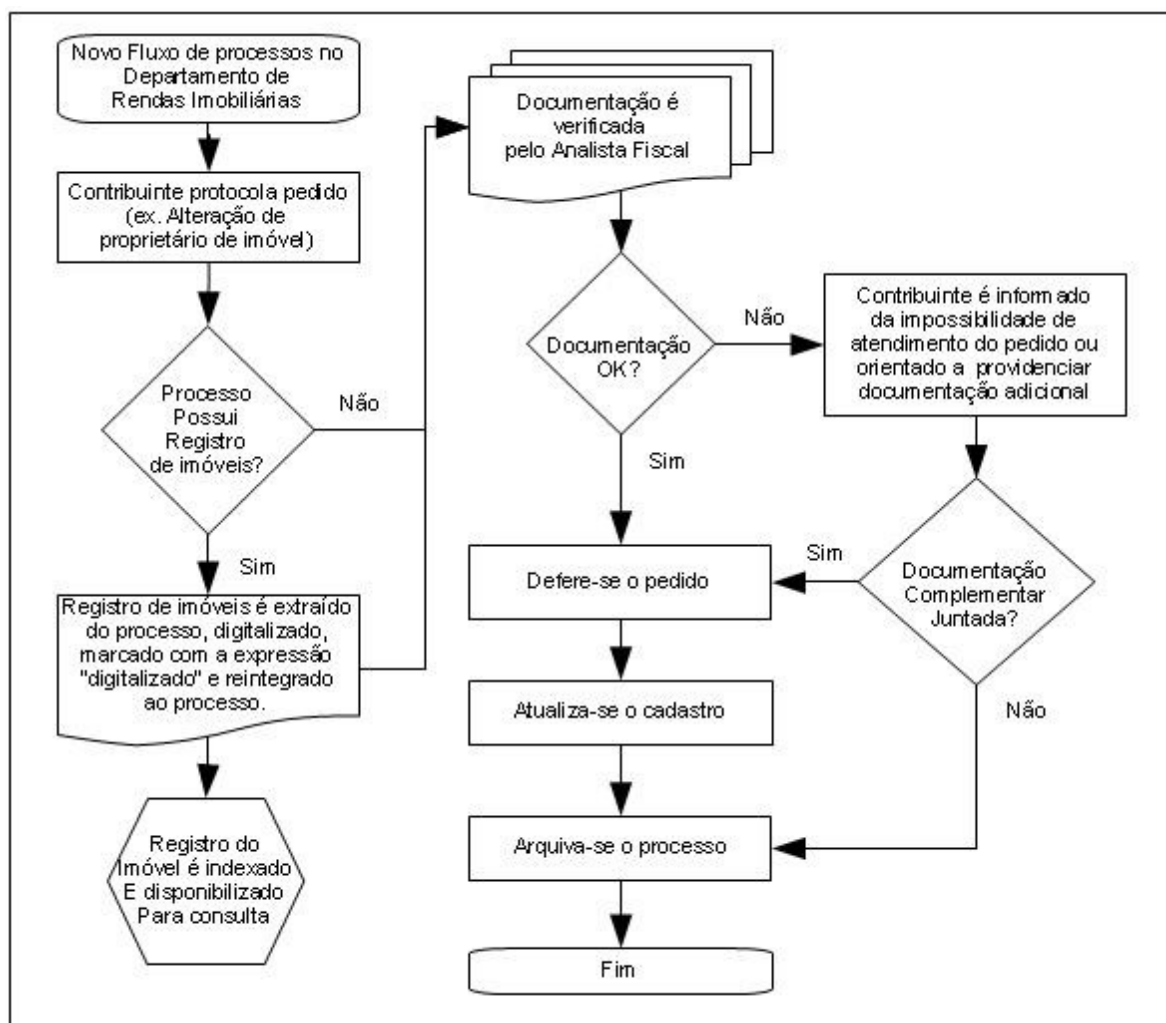 Novo Fluxo de processos no
Departamento de
Rendas Imobiliárias
Contribuinte protocola pedido
(ex. Alteração de
proprietário de imóvel)
Processo
Possui
Registro
de imóveis?
Não
Sim
Registro de imóveis é extraído
do processo, digitalizado,
marcado com a expressão
"digitalizado" e reintegrado
ao processo.
Registro do
Imóvel é indexado
E disponibilizado
Para consulta
Documentação é
verificada
pelo Analista Fiscal
Documentação
OK?
Não
Sim
Contribuinte é informado
da impossibilidade de
atendimento do pedido ou
orientado a providenciar
documentação adicional
Documentação
Complementar
Juntada?
Sim
Não
Defere-se o pedido
Atualiza-se o cadastro
Arquiva-se o processo
Fim